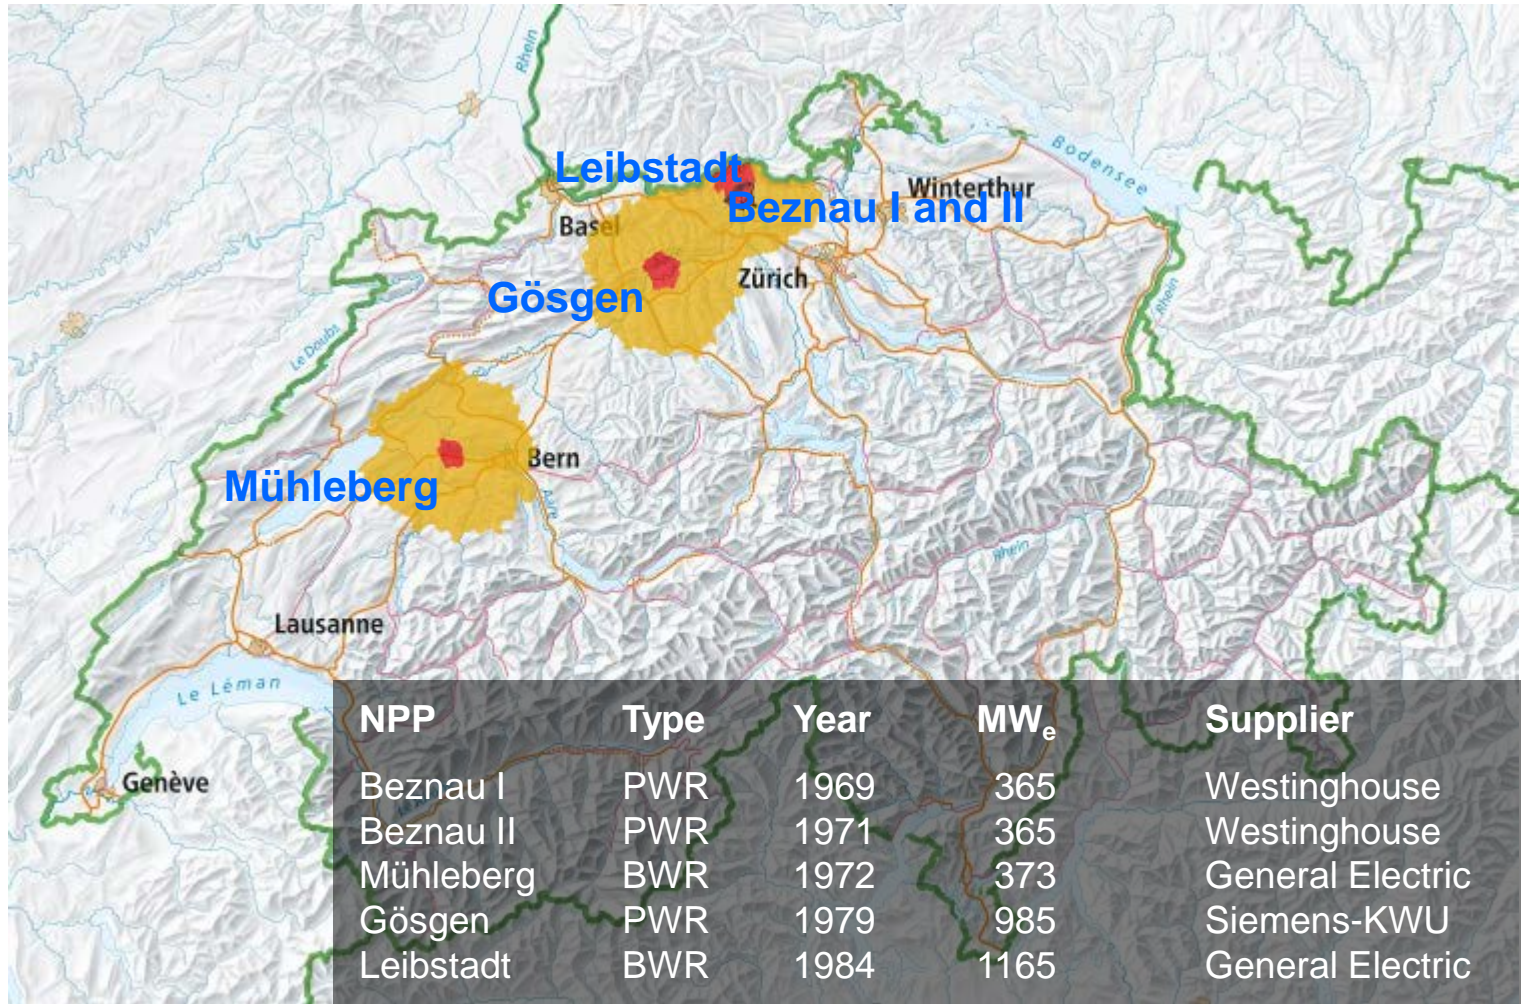 Rhein
Bodensee
Leibstadt
Winterthur
Beznau I and II
Basel
Zürich
Gösgen
Rhein
Le Doubs
Bern
Mühleberg
Aare
Rhein
Lausanne
Le Léman
Genève
NPP Type Year MWe Supplier
Beznau I PWR 1969 365 Westinghouse
Beznau II PWR 1971 365 Westinghouse
Mühleberg BWR 1972 373 General Electric
Gösgen PWR 1979 985 Siemens-KWU
Leibstadt BWR 1984 1165 General Electric